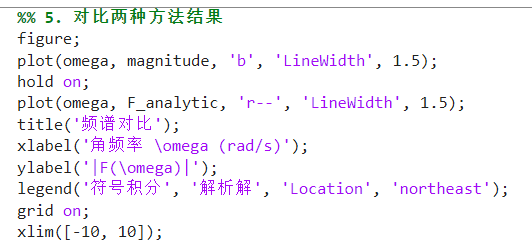 %% 5. 对比两种方法结果
figure;
plot(omega, magnitude, 'b', 'LineWidth', 1.5);
hold on;
plot(omega, F_analytic, 'r--', 'LineWidth', 1.5);
title('频谱对比');
xlabel('角频率 \omega (rad/s)');
ylabel('|F(\omega)|');
legend('符号积分', '解析解', 'Location', 'northeast');
grid on;
xlim([-10, 10]);